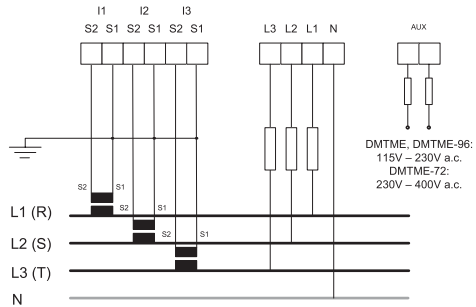 I1 I2 I3
S2 S1 S2 S1 S2 S1
L3 L2 L1 N
AUX
DMTME, DMTME-96:
115V – 230V a.c.
DMTME-72:
230V – 400V a.c.
S2 S1
L1 (R)
S2 S1
L2 (S)
S2 S1
L3 (T)
N